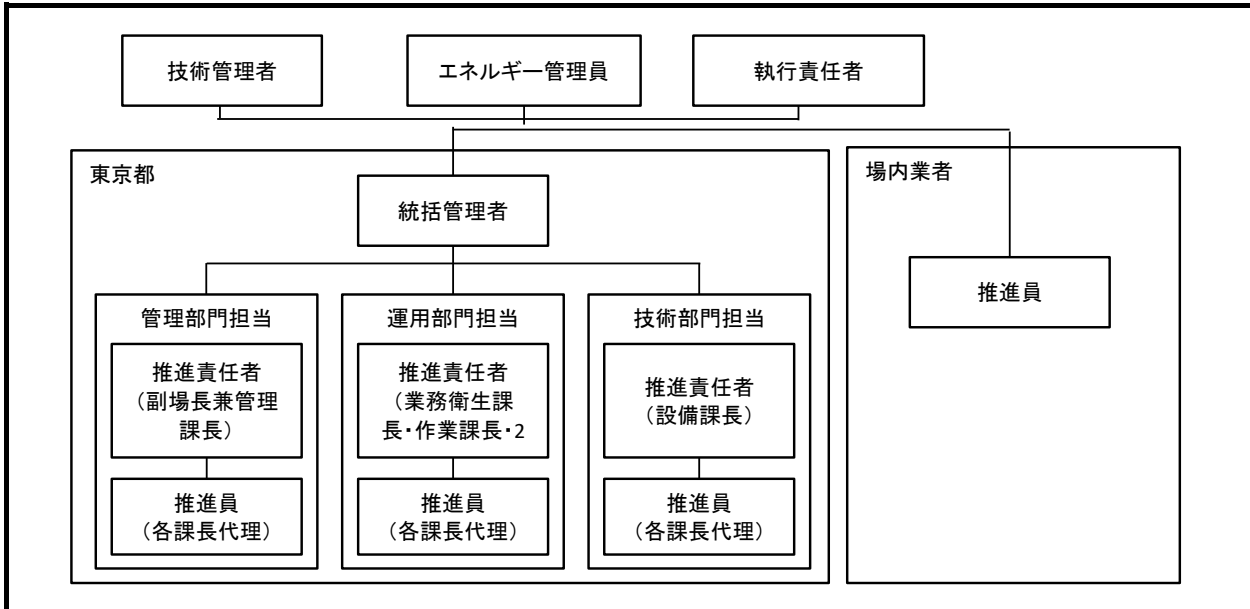 技術管理者
エネルギー管理員
執行責任者
東京都
場内業者
統括管理者
推進員
管理部門担当
運用部門担当
技術部門担当
推進責任者
（副場長兼管理
課長）
推進責任者
（業務衛生課
長・作業課長・2
推進責任者
（設備課長）
推進員
（各課長代理）
推進員
（各課長代理）
推進員
（各課長代理）